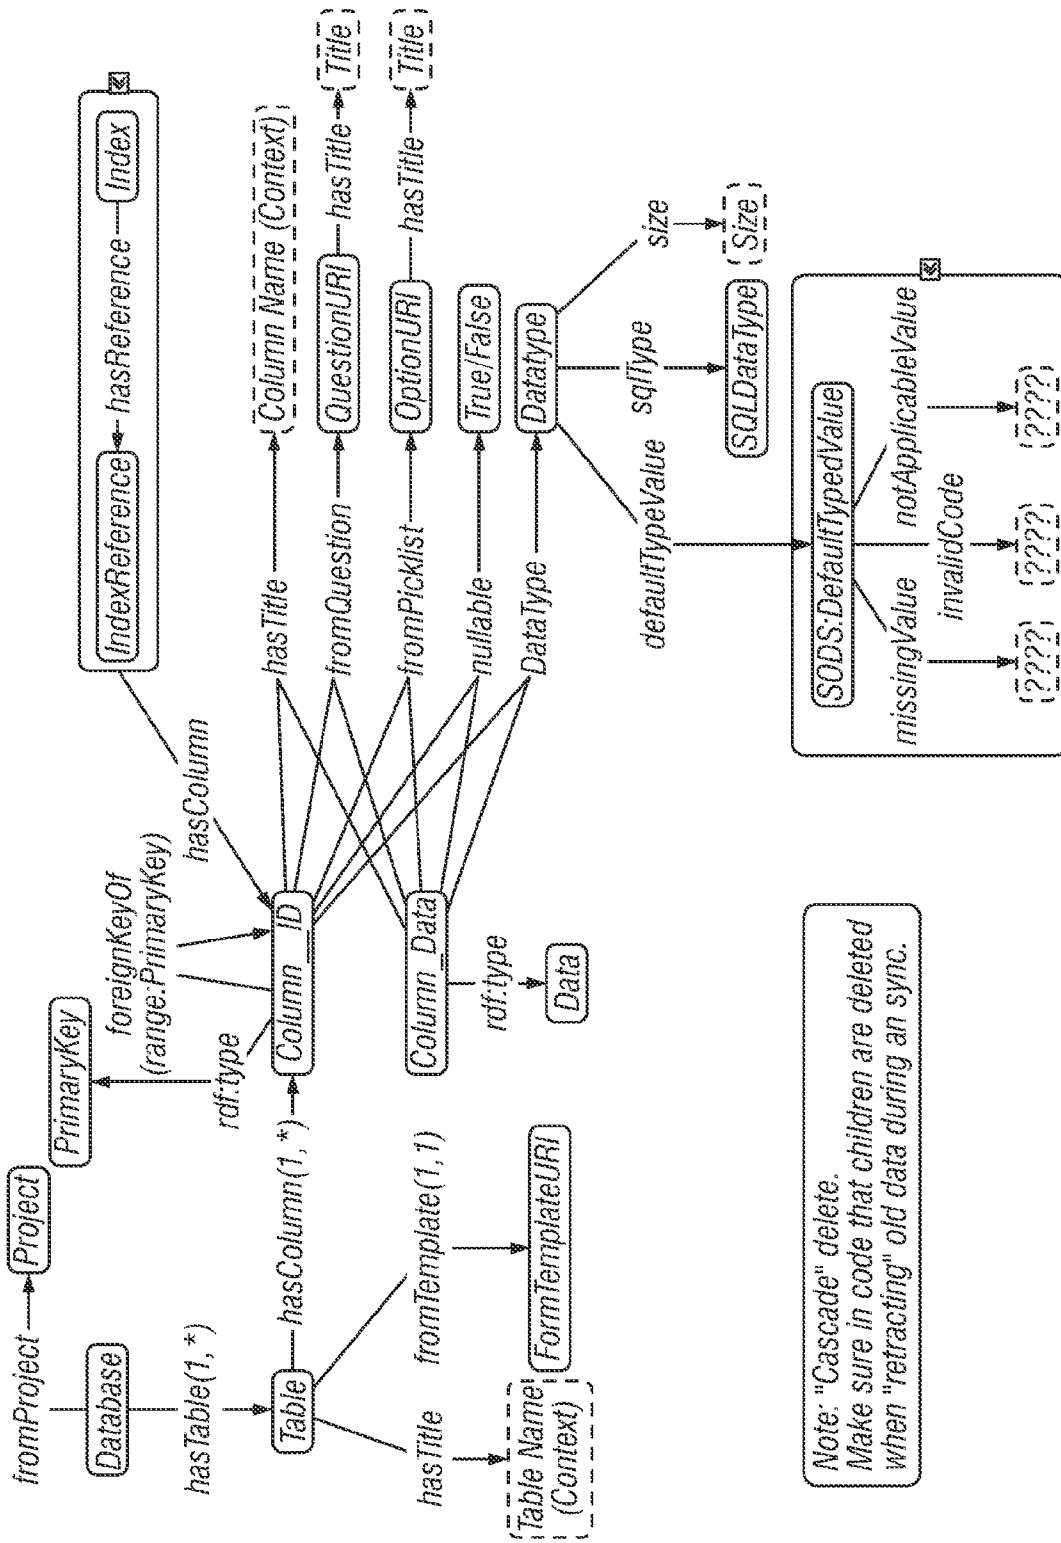 fromProject
Project
PrimaryKey
Database
hasTable(1, *)
rdf:type
foreignKeyOf
(range:PrimaryKey)
hasColumn
IndexReference
hasReference
Index
Table
hasColumn(1, *)
Column_ID
hasTitle
Column Name (Context)
fromQuestion
QuestionURI
hasTitle
Title
hasTitle
fromTemplate(1, 1)
Column_Data
fromPicklist
OptionURI
hasTitle
Title
nullable
True/False
rdf:type
DataType
Datatype
Table Name
(Context)
FormTemplateURI
Data
defaultTypeValue
sqlType
size
SQLDataType
Size
SODS:DefaultTypedValue
missingValue
invalidCode
notApplicableValue
????
????
????
Note: "Cascade" delete.
Make sure in code that children are deleted
when "retracting" old data during an sync.